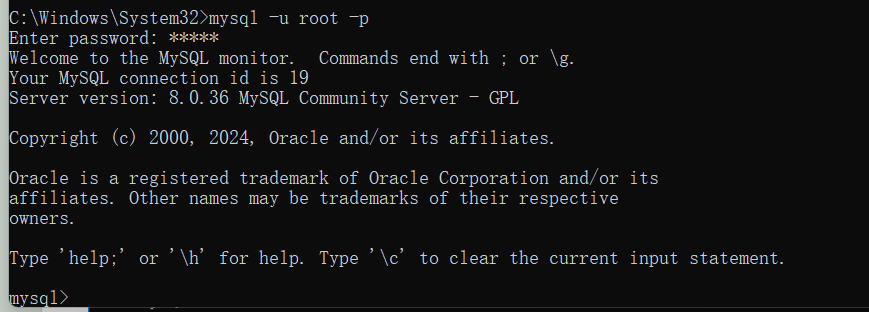 C:\Windows\System32>mysql -u root -p
Enter password: *****
Welcome to the MySQL monitor.  Commands end with ; or \g.
Your MySQL connection id is 19
Server version: 8.0.36 MySQL Community Server - GPL

Copyright (c) 2000, 2024, Oracle and/or its affiliates.

Oracle is a registered trademark of Oracle Corporation and/or its
affiliates. Other names may be trademarks of their respective
owners.

Type 'help;' or '\h' for help. Type '\c' to clear the current input statement.

mysql>